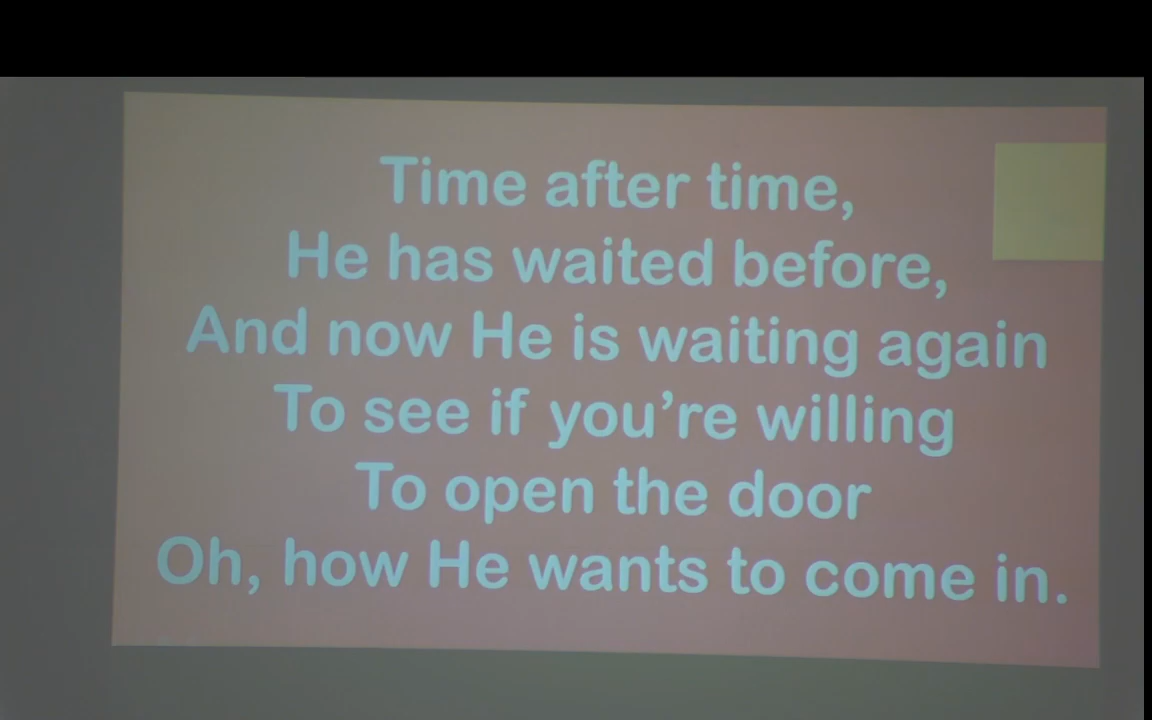 Time after time,
He has waited before,
And now He is waiting again
To see if you’re willing
To open the door
Oh, how He wants to come in.